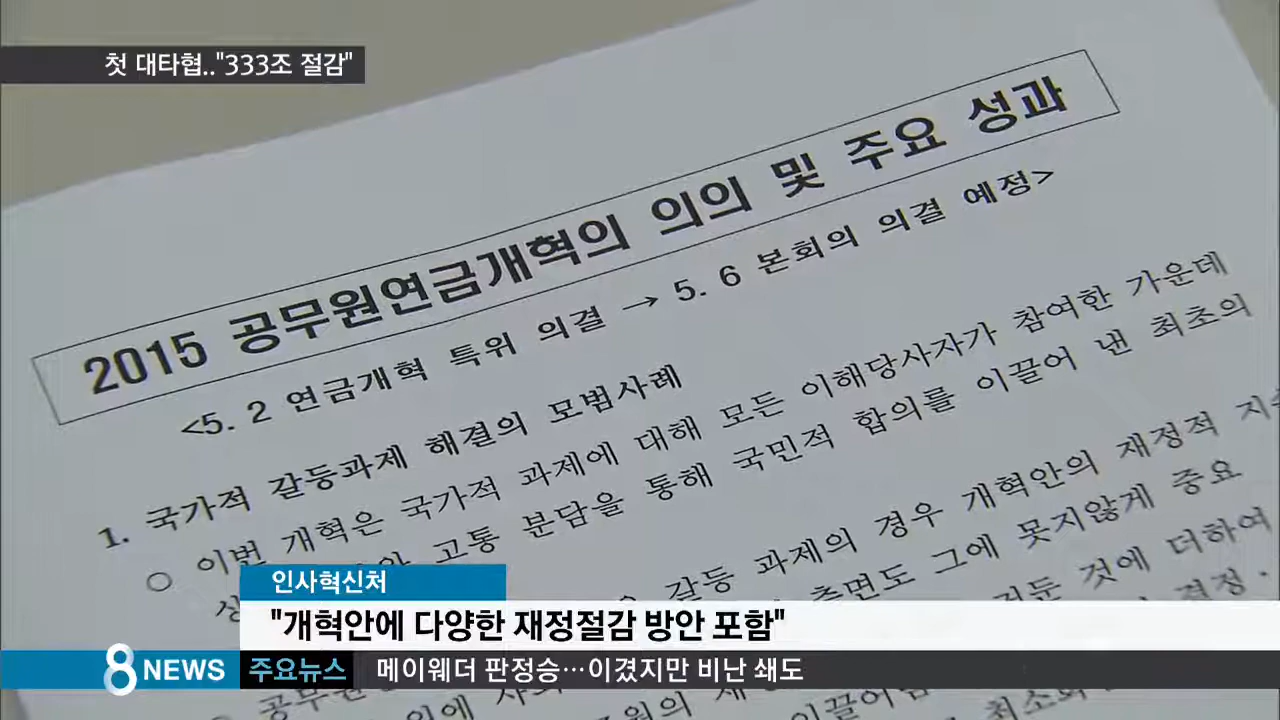 첫 대타협.."333조 절감"
2015 공무원연금개혁의 의의 및 주요 성과
<5. 2 연금개혁 특위 의결 → 5. 6 본회의 의결 예정>
1. 국가적 갈등과제 해결의 모범사례
○ 이번 개혁은 국가적 과제에 대해 모든 이해당사자가 참여한 가운데
고통 분담을 통해 국민적 합의를 이끌어 낸 최초의
갈등 과제의 경우 개혁안의 재정적
측면도 그에 못지않게 중요
거둔 것에 더하여
결정·
인사혁신처
"개혁안에 다양한 재정절감 방안 포함"
8 NEWS 주요뉴스 메이웨더 판정승…이겼지만 비난 쇄도